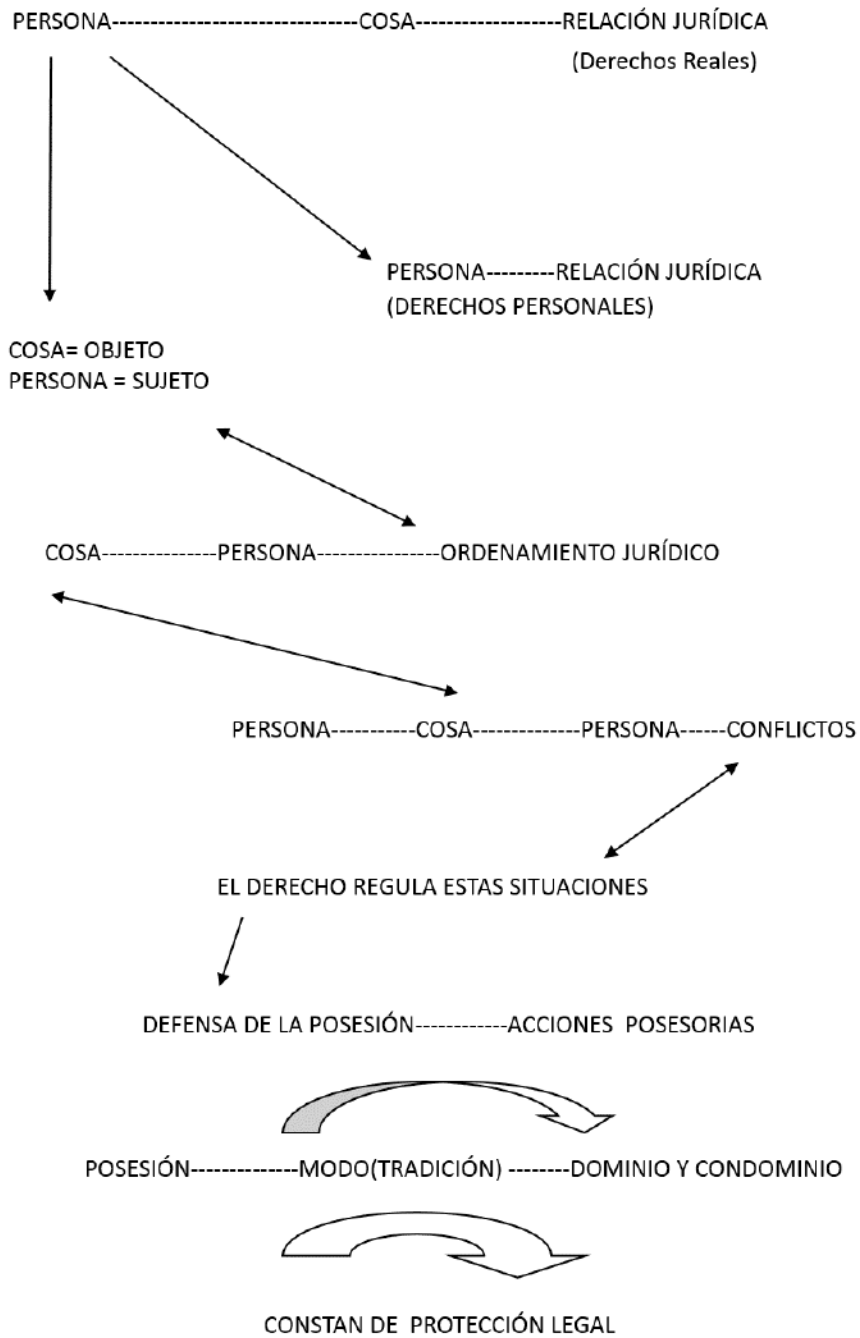 PERSONA--------------------------------COSA-------------------RELACIÓN JURÍDICA
(Derechos Reales)
PERSONA---------RELACIÓN JURÍDICA
(DERECHOS PERSONALES)
COSA= OBJETO
PERSONA = SUJETO
COSA---------------PERSONA----------------ORDENAMIENTO JURÍDICO
PERSONA-----------COSA--------------PERSONA------CONFLICTOS
EL DERECHO REGULA ESTAS SITUACIONES
DEFENSA DE LA POSESIÓN------------ACCIONES POSESORIAS
POSESIÓN--------------MODO(TRADICIÓN) --------DOMINIO Y CONDOMINIO
CONSTAN DE PROTECCIÓN LEGAL